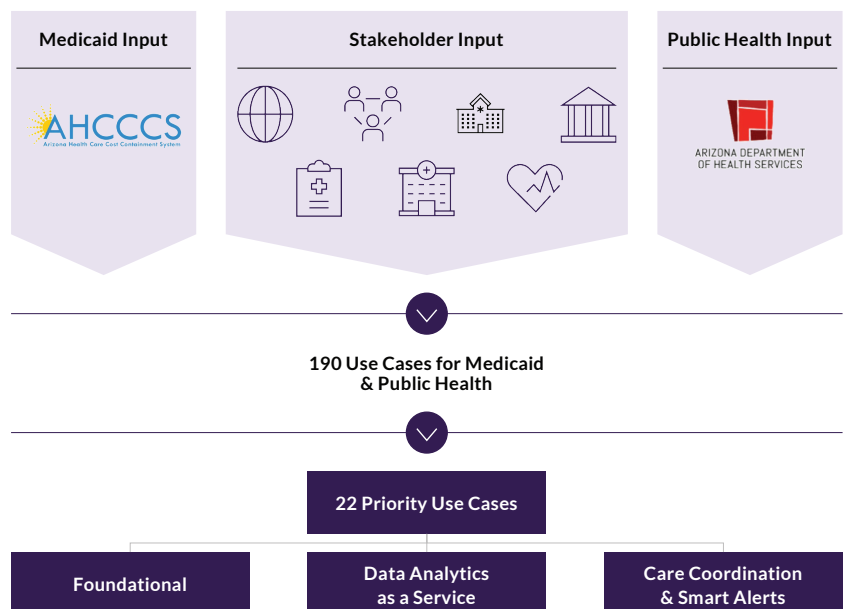 Medicaid Input
Stakeholder Input
Public Health Input
AHCCCS
Arizona Health Care Cost Containment System
ARIZONA DEPARTMENT
OF HEALTH SERVICES
190 Use Cases for Medicaid
& Public Health
22 Priority Use Cases
Foundational
Data Analytics
as a Service
Care Coordination
& Smart Alerts